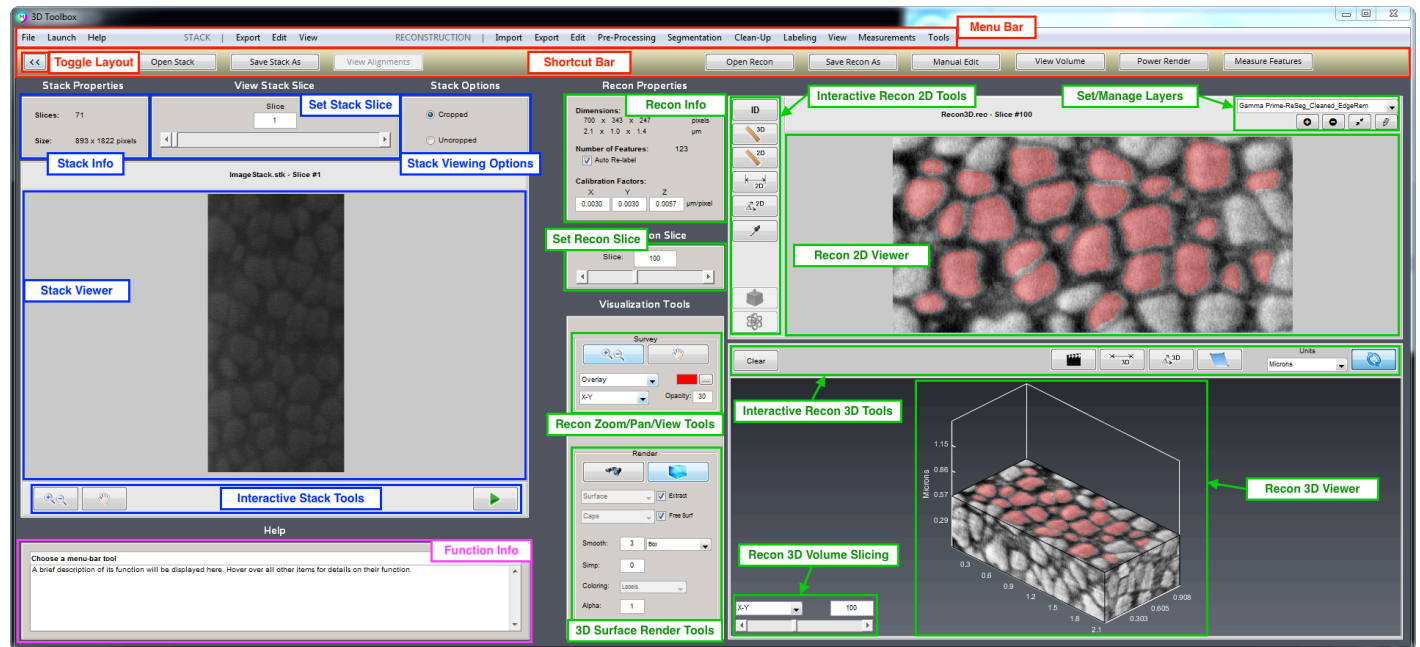 3D Toolbox
Menu Bar
File Launch Help STACK | Export Edit View RECONSTRUCTION | Import Export Edit Pre-Processing Segmentation Clean-Up Labeling View Measurements Tools
<< Toggle Layout Open Stack Save Stack As View Alignments Shortcut Bar Open Recon Save Recon As Manual Edit View Volume Power Render Measure Features
Stack Properties View Stack Slice Stack Options
Slices: 71
Size: 893 x 1822 pixels
Stack Info
Slice
1
Set Stack Slice
Cropped
Uncropped
Stack Viewing Options
ImageStack.stk - Slice #1
Stack Viewer
Interactive Stack Tools
Help
Function Info
Choose a menu-bar tool
A brief description of its function will be displayed here. Hover over all other items for details on their function.
Recon Properties
Recon Info
Dimensions:
700 x 343 x 247 pixels
2.1 x 1.0 x 1.4 µm
Number of Features: 123
Auto Re-label
Calibration Factors:
X Y Z
0.0030 0.0030 0.0057 µm/pixel
Set Recon Slice
on Slice
Slice: 100
Visualization Tools
Survey
Overlay
X-Y Opacity: 30
Recon Zoom/Pan/View Tools
Render
Surface Extract
Caps Free Surf
Smooth: 3 Box
Simp: 0
Coloring: Labels
Alpha: 1
3D Surface Render Tools
ID
3D
2D
2D
2D
Interactive Recon 2D Tools
Set/Manage Layers
Recon3D.rec - Slice #100
Gamma Prime-ReSeg_Cleaned_EdgeRem
Recon 2D Viewer
Clear
3D
3D
Units
Microns
Interactive Recon 3D Tools
Recon 3D Viewer
Microns
1.15
0.86
0.57
0.29
0.3
0.6
0.9
1.2
1.5
1.8
2.1
0.303
0.605
0.908
Recon 3D Volume Slicing
X-Y 100